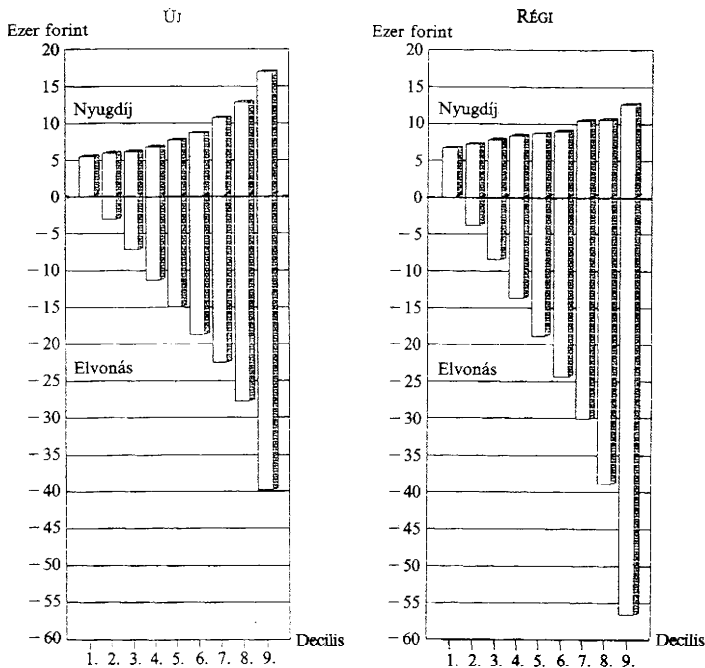 ÚJ
Ezer forint
20
15
Nyugdíj
10
5
0
− 5
− 10
− 15
− 20
Elvonás
− 25
− 30
− 35
− 40
− 45
− 50
− 55
− 60
1. 2. 3. 4. 5. 6. 7. 8. 9.
Decilis
RÉGI
Ezer forint
20
15
Nyugdíj
10
5
0
− 5
− 10
− 15
− 20
Elvonás
− 25
− 30
− 35
− 40
− 45
− 50
− 55
− 60
1. 2. 3. 4. 5. 6. 7. 8. 9.
Decilis